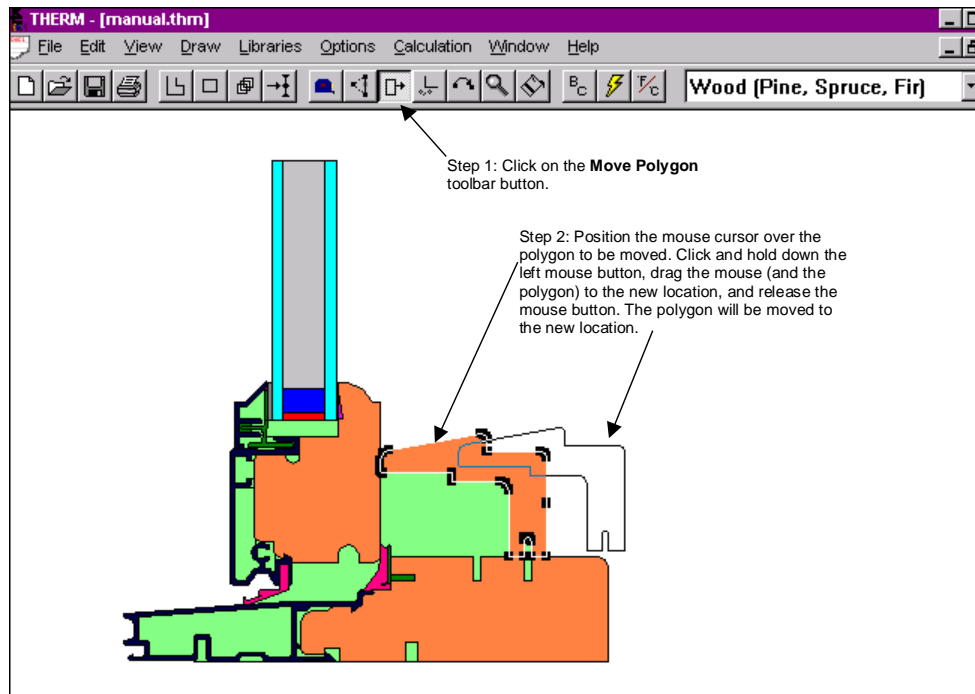 THERM - [manual.thm]
File Edit View Draw Libraries Options Calculation Window Help
BC °F/°C Wood (Pine, Spruce, Fir)
Step 1: Click on the Move Polygon
toolbar button.
Step 2: Position the mouse cursor over the
polygon to be moved. Click and hold down the
left mouse button, drag the mouse (and the
polygon) to the new location, and release the
mouse button. The polygon will be moved to
the new location.